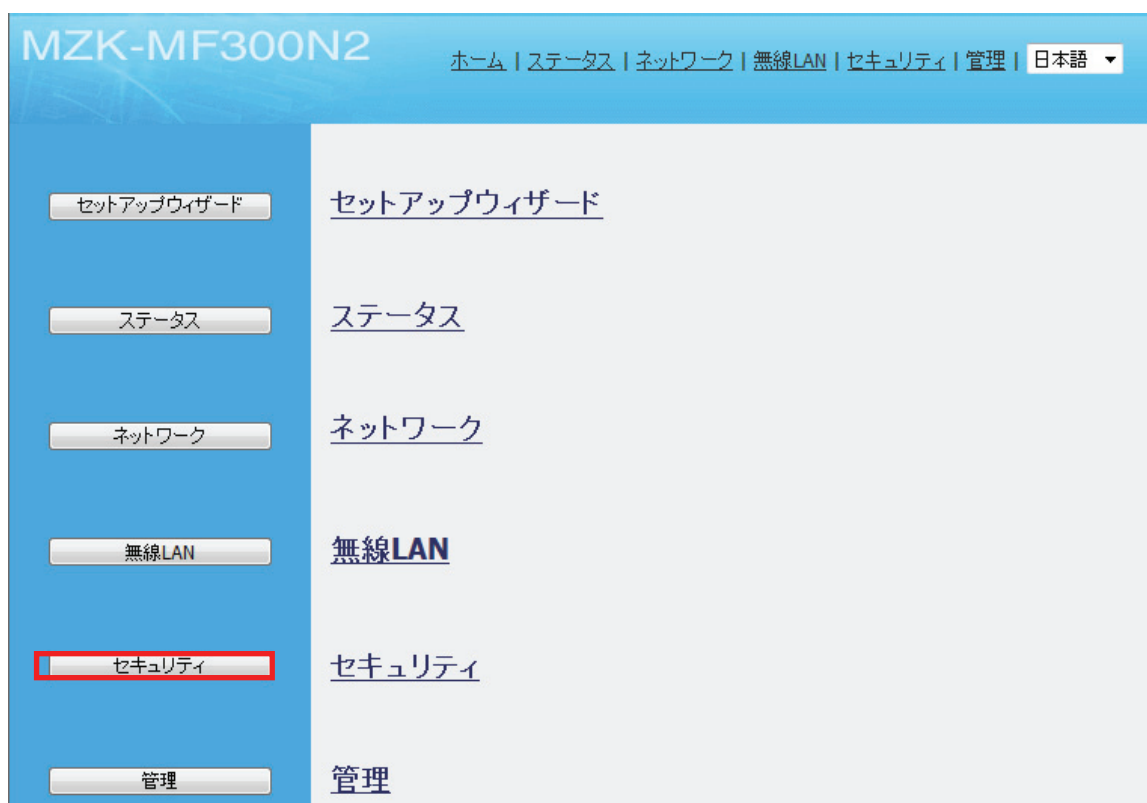 MZK-MF300N2
ホーム | ステータス | ネットワーク | 無線LAN | セキュリティ | 管理 | 日本語
セットアップウィザード セットアップウィザード
ステータス ステータス
ネットワーク ネットワーク
無線LAN 無線LAN
セキュリティ セキュリティ
管理 管理